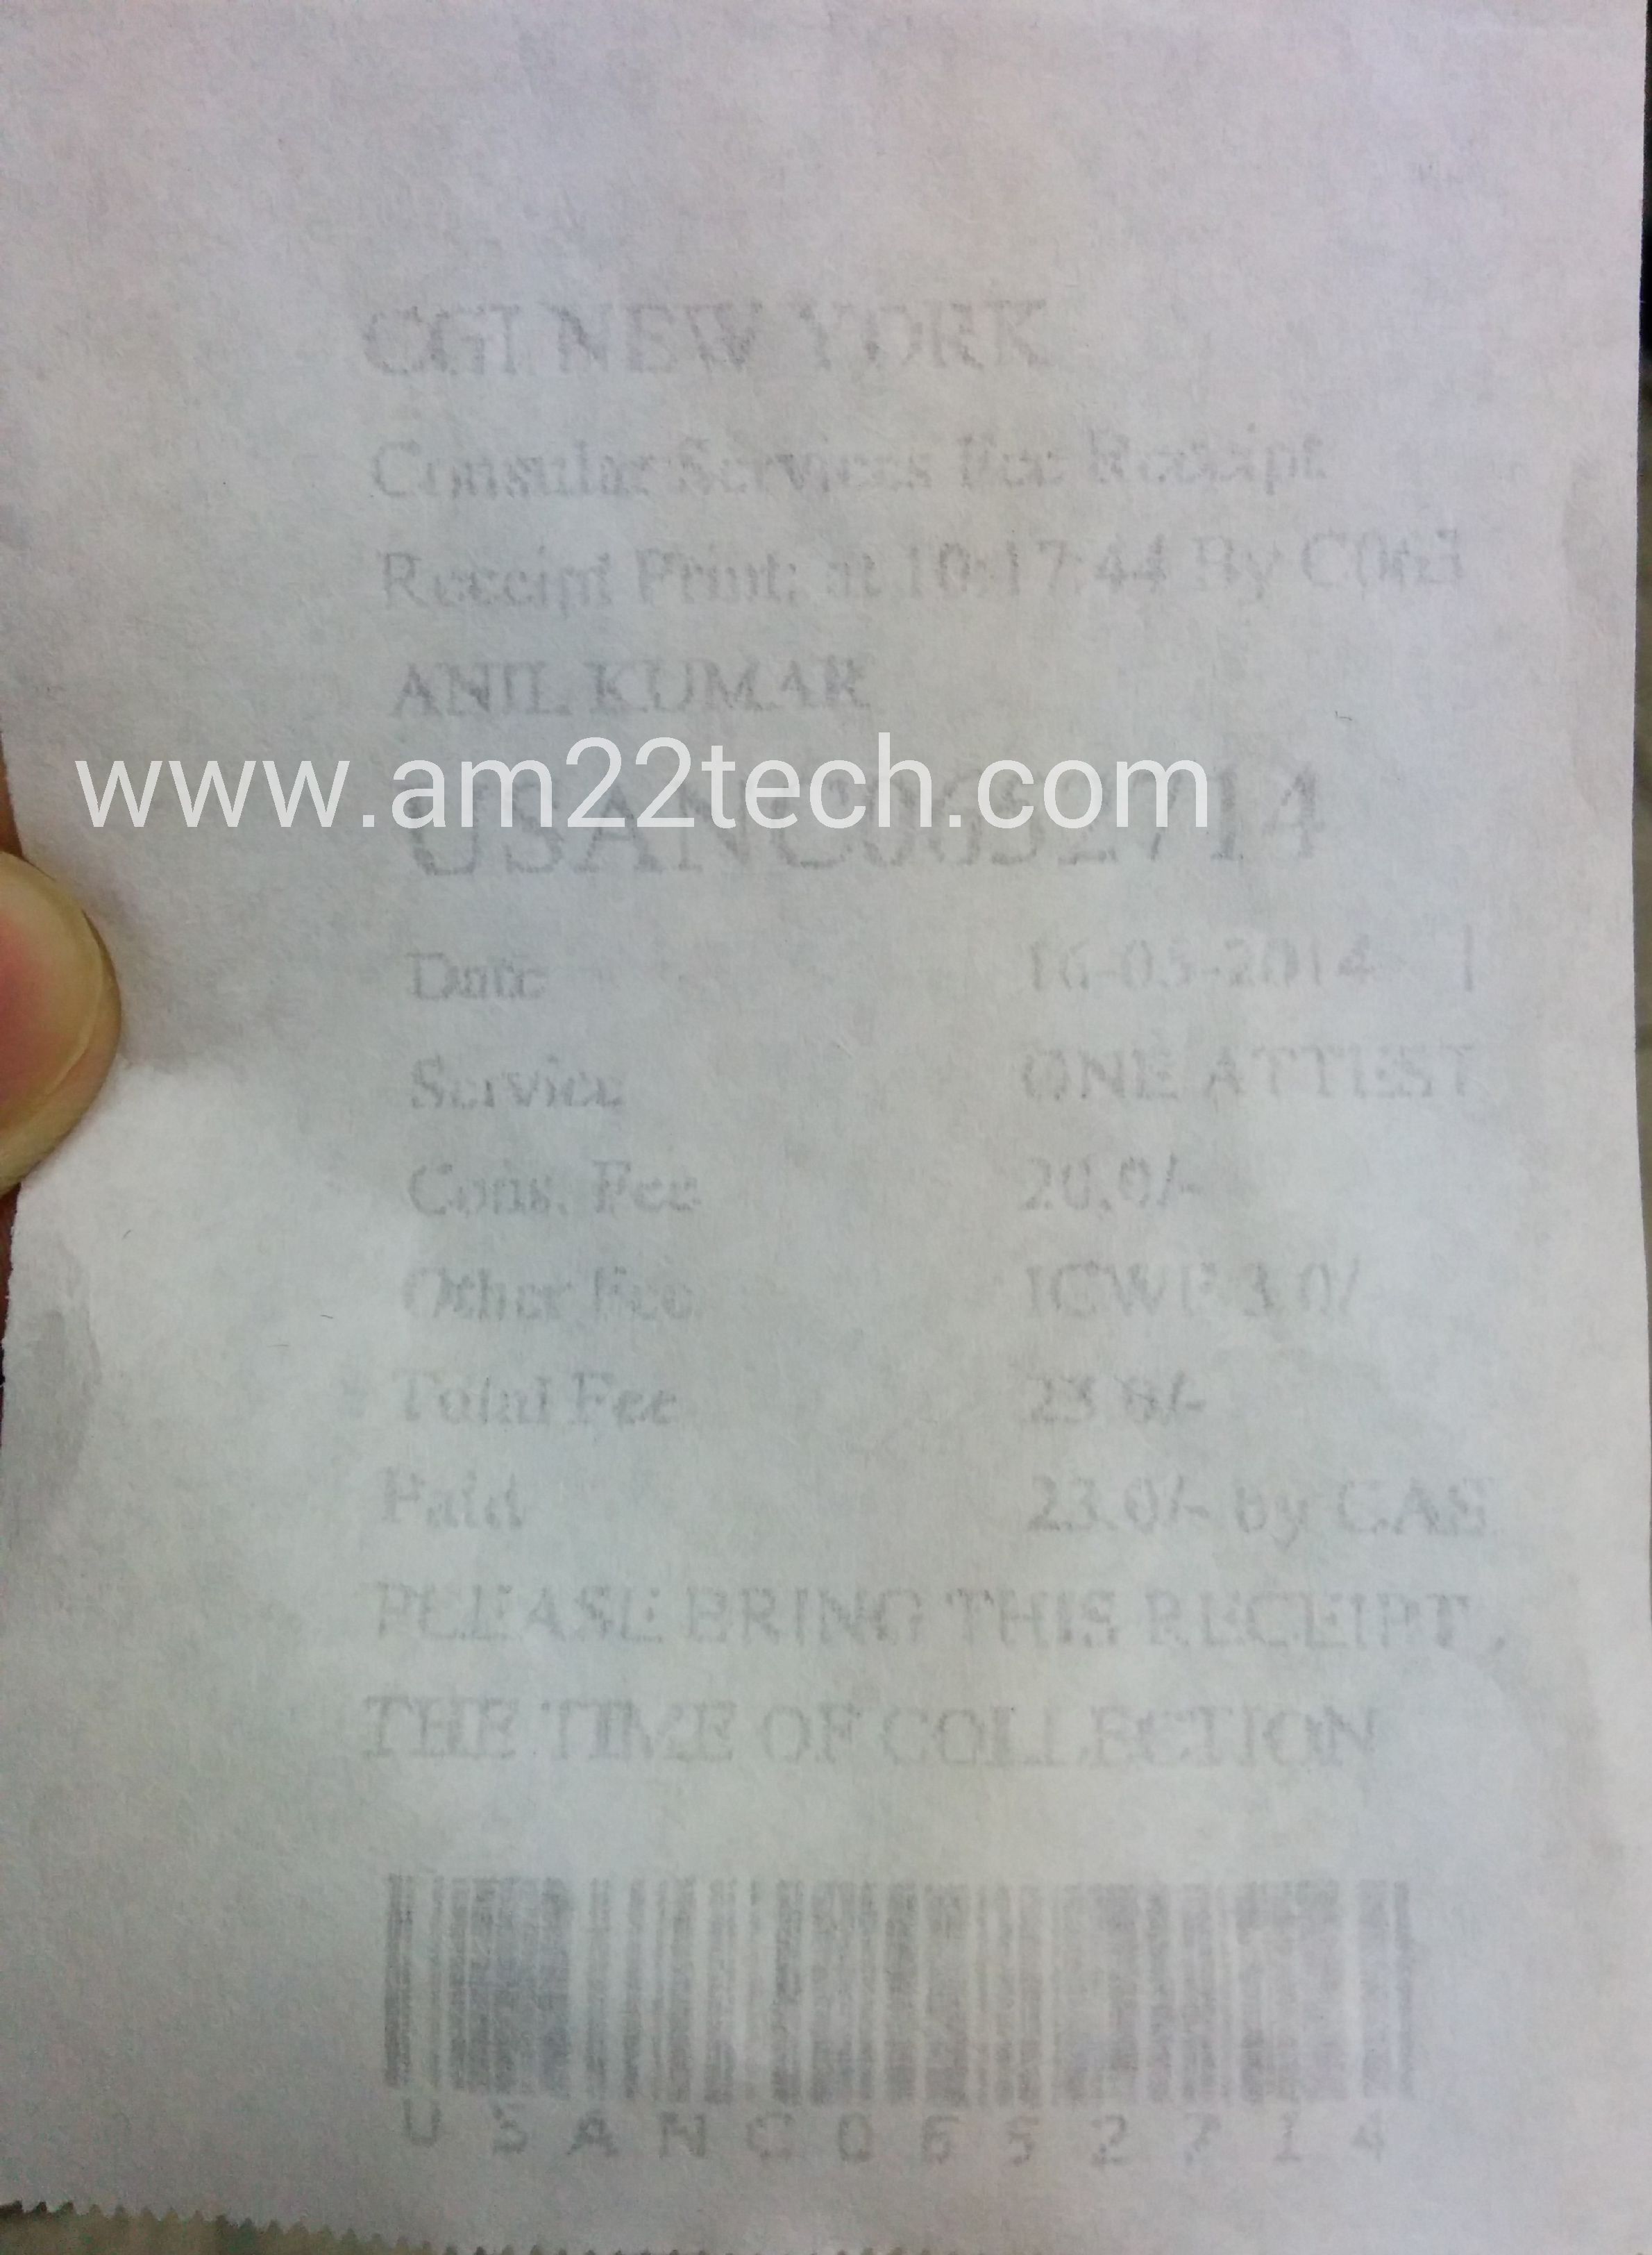 CGI NEW YORK
Consular Services Fee Receipt
Receipt Print: at 10:17:44 By
ANIL KUMAR
www.am22tech.com
USANC0652714
Date 16-05-2014
Service ONE ATTEST
Cons. Fee 20.0/-
Other Fee ICWF 3.0/
Total Fee 23.0/-
Paid 23.0/- by CAS
PLEASE BRING THIS RECEIPT
THE TIME OF COLLECTION
USANC0652714